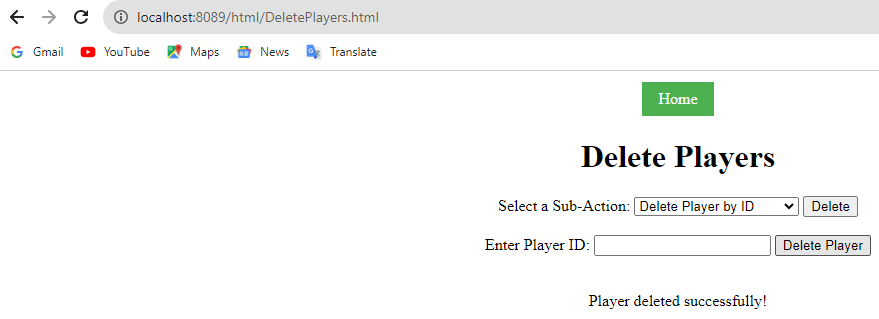 localhost:8089/html/DeletePlayers.html
Gmail YouTube Maps News Translate
Home
Delete Players
Select a Sub-Action: Delete Player by ID Delete
Enter Player ID: Delete Player
Player deleted successfully!